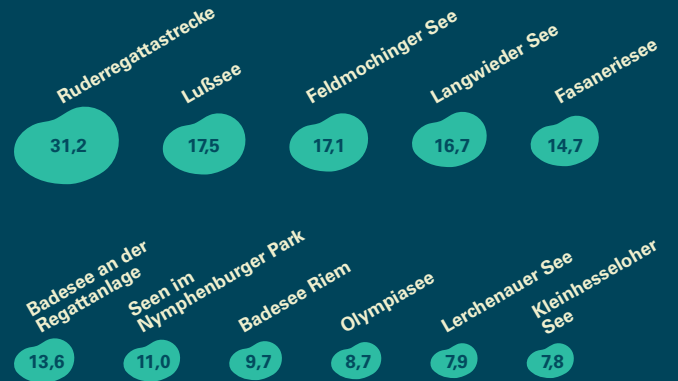 Ruderregattastrecke
Lußsee
Feldmochinger See
Langwieder See
Fasaneriesee
31,2
17,5
17,1
16,7
14,7
Badesee an der
Regattanlage
Seen im
Nymphenburger Park
Badesee Riem
Olympiasee
Lerchenauer See
Kleinhesseloher
See
13,6
11,0
9,7
8,7
7,9
7,8